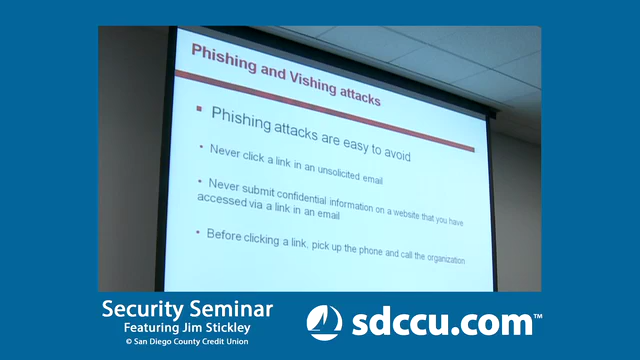 Phishing and Vishing attacks
▪ Phishing attacks are easy to avoid
• Never click a link in an unsolicited email
• Never submit confidential information on a website that you have
accessed via a link in an email
• Before clicking a link, pick up the phone and call the organization
Security Seminar
Featuring Jim Stickley
© San Diego County Credit Union
sdccu.com™